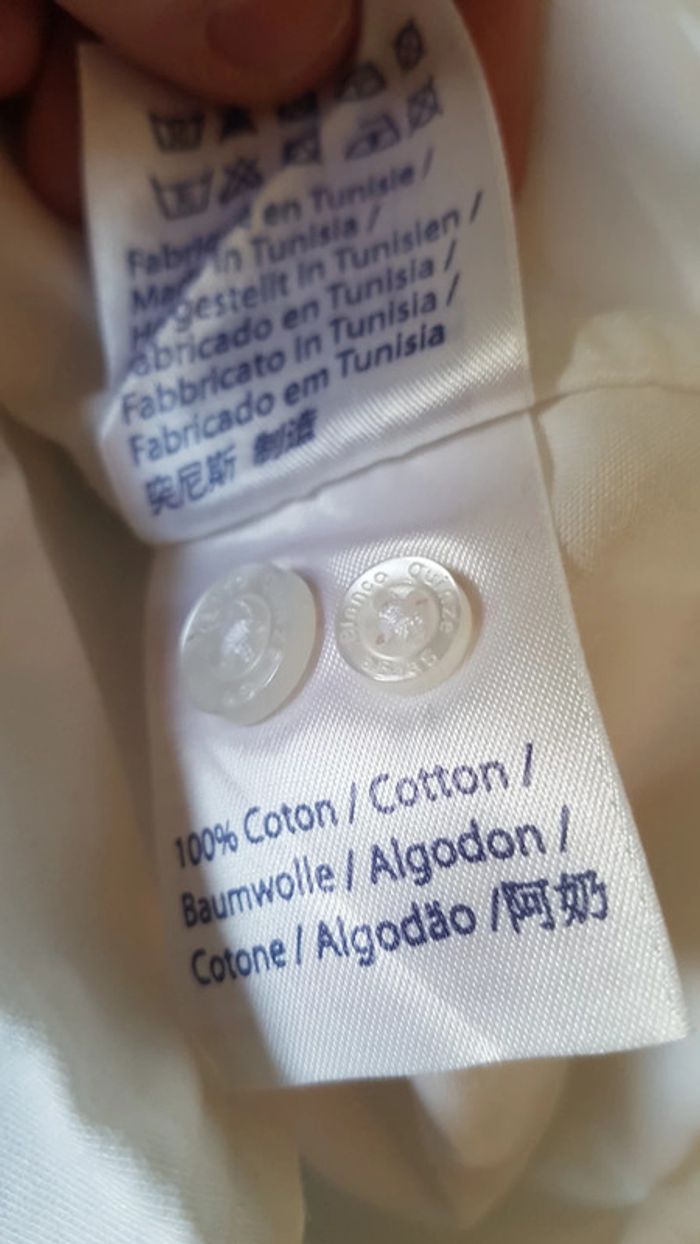 Fabriqué en Tunisie /
Made in Tunisia /
Hergestellt in Tunisien /
Fabricado en Tunisia /
Fabbricato in Tunisia /
Fabricado em Tunisia
突尼斯 制造
100% Coton / Cotton /
Baumwolle / Algodon /
Cotone / Algodão /阿奶